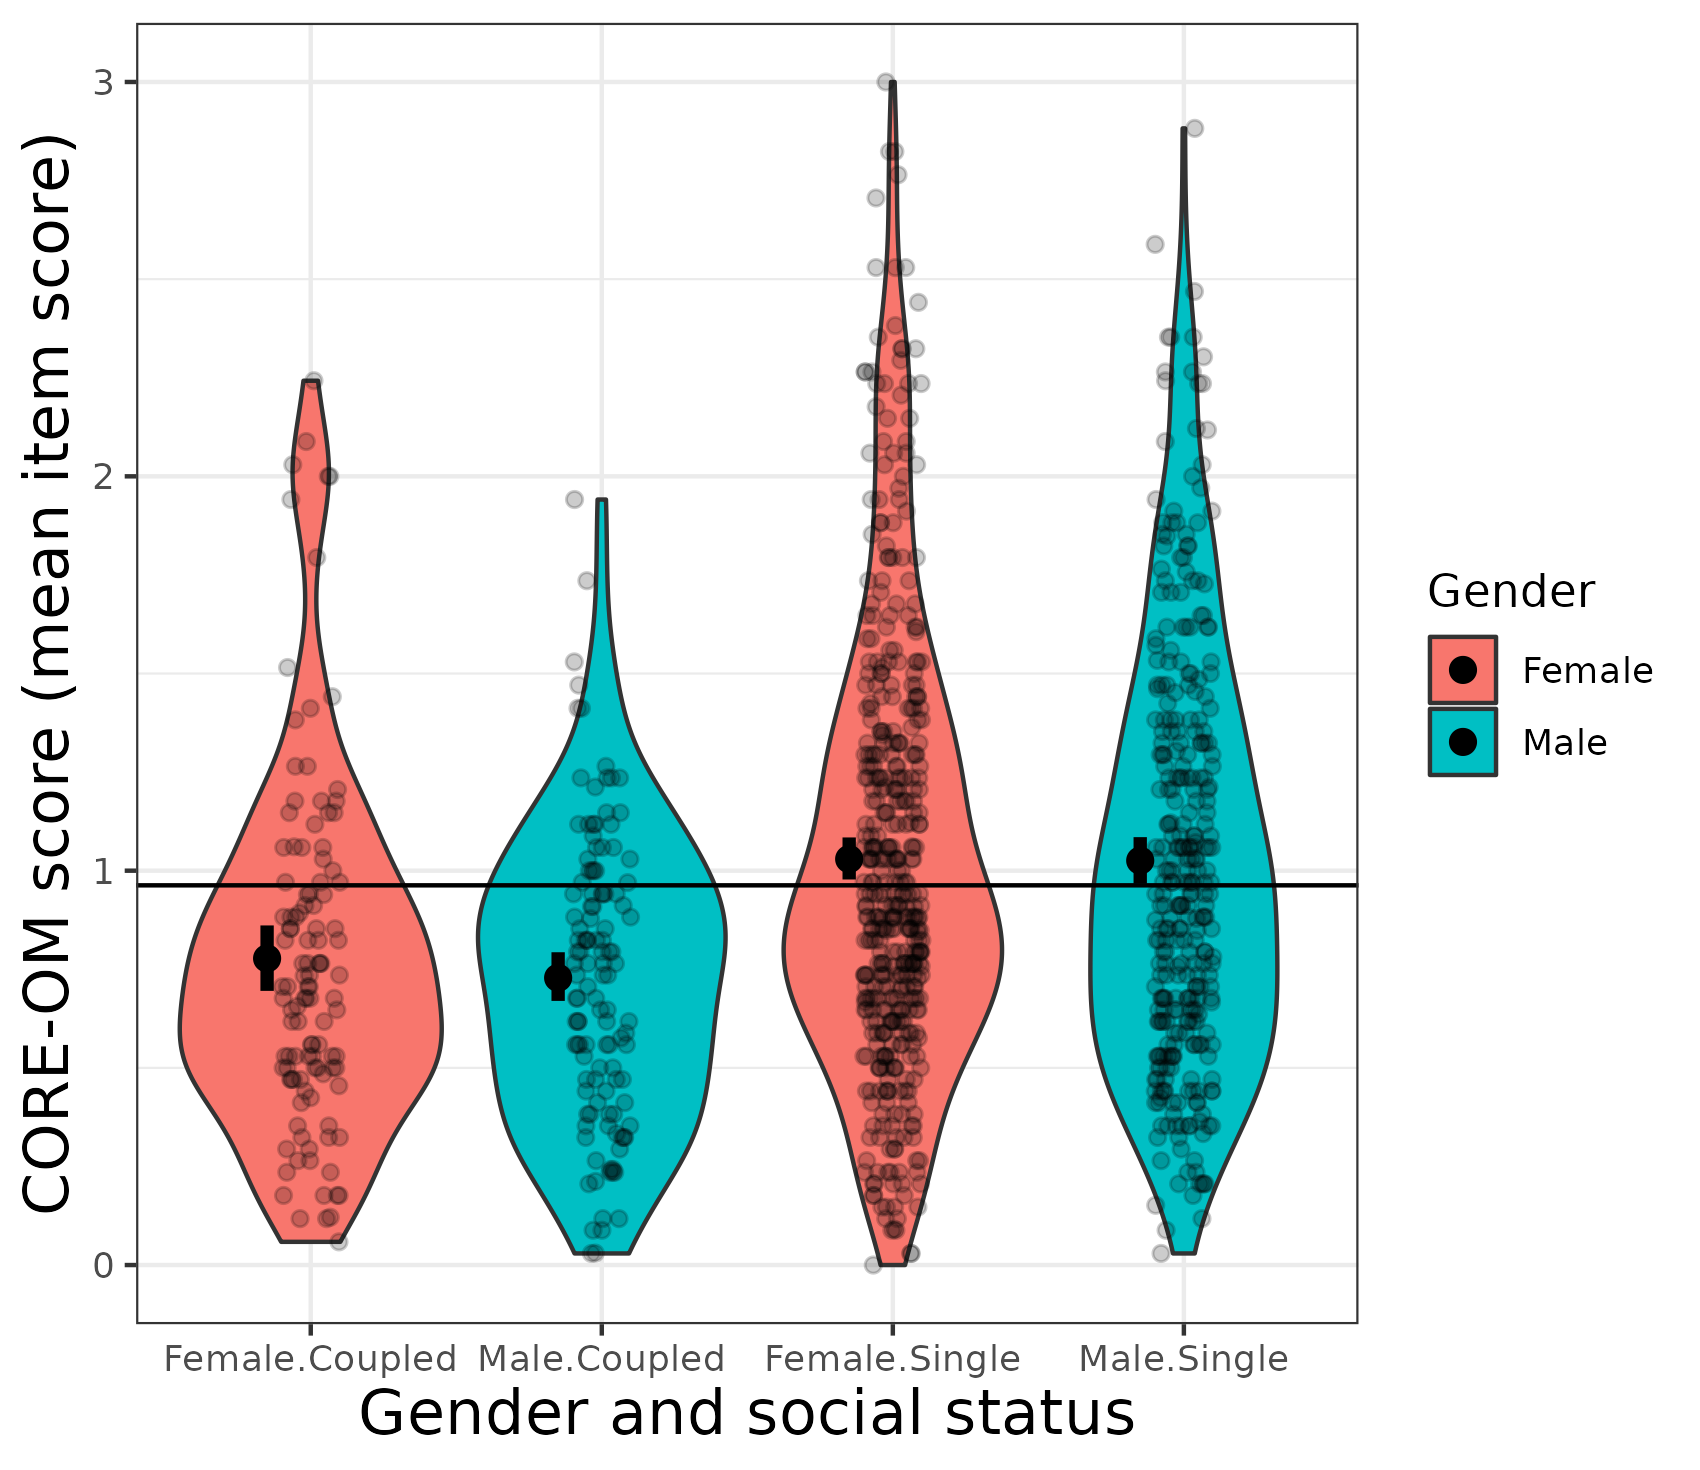 CORE-OM score (mean item score)
3
2
1
0
Female.Coupled Male.Coupled Female.Single Male.Single
Gender and social status
Gender
Female
Male